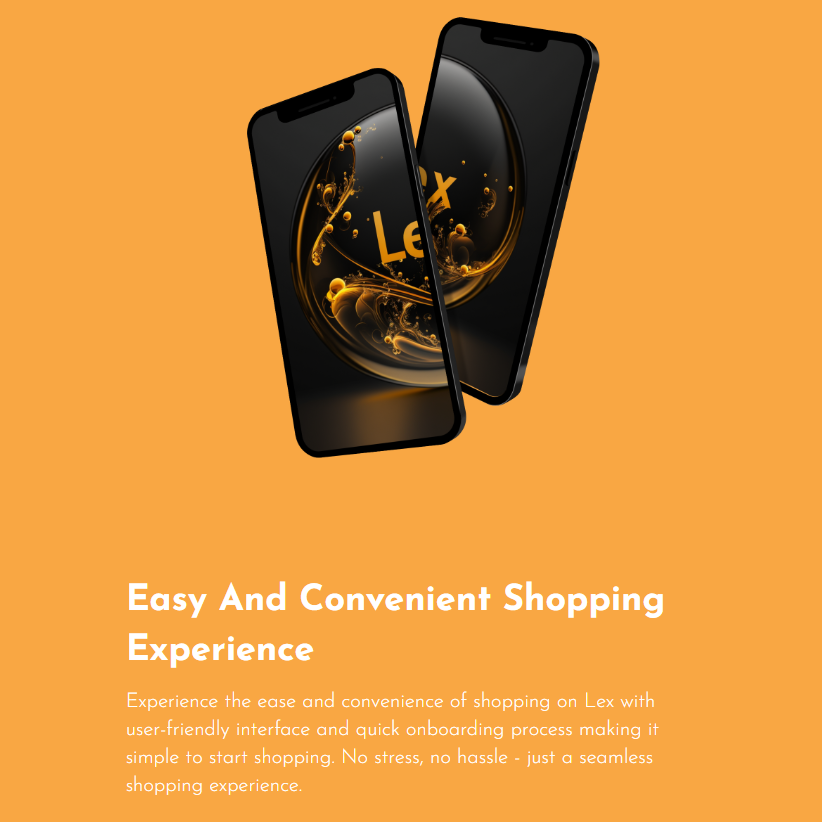 Lex
Easy And Convenient Shopping
Experience
Experience the ease and convenience of shopping on Lex with
user-friendly interface and quick onboarding process making it
simple to start shopping. No stress, no hassle - just a seamless
shopping experience.